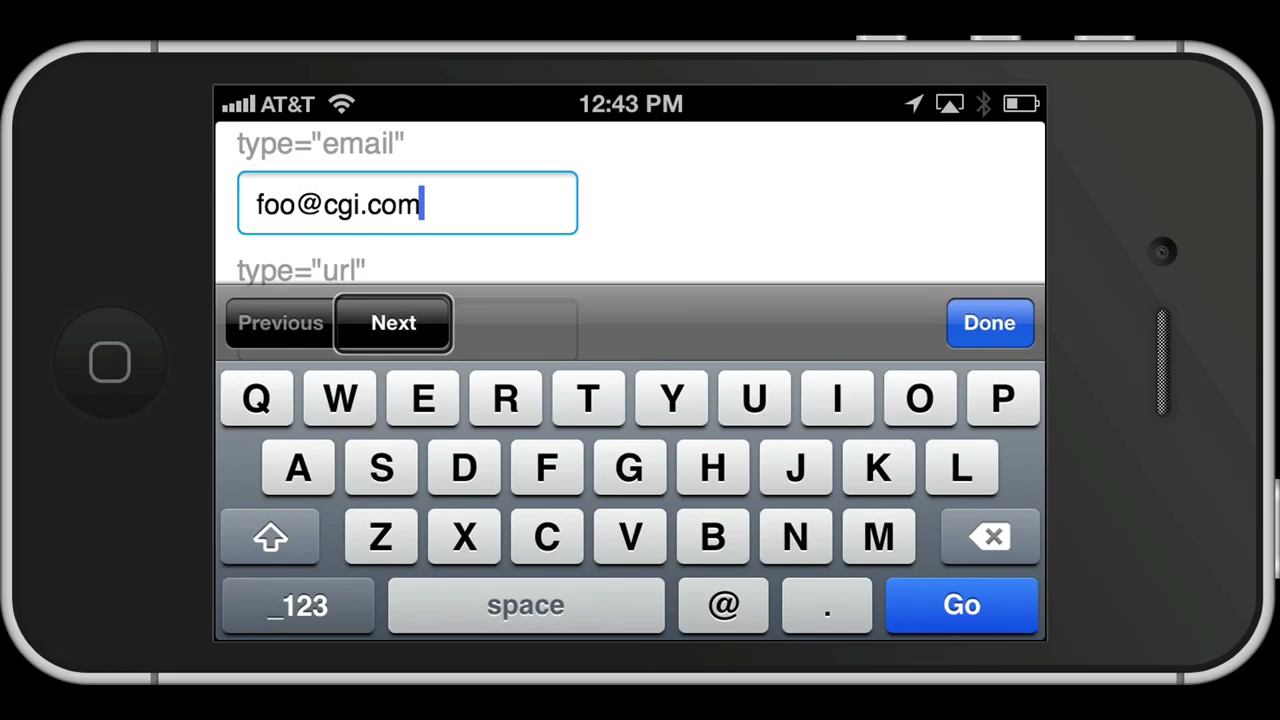 AT&T 12:43 PM
type="email"
foo@cgi.com
type="url"
Previous Next Done
Q W E R T Y U I O P
A S D F G H J K L
Z X C V B N M
_123 space @ . Go